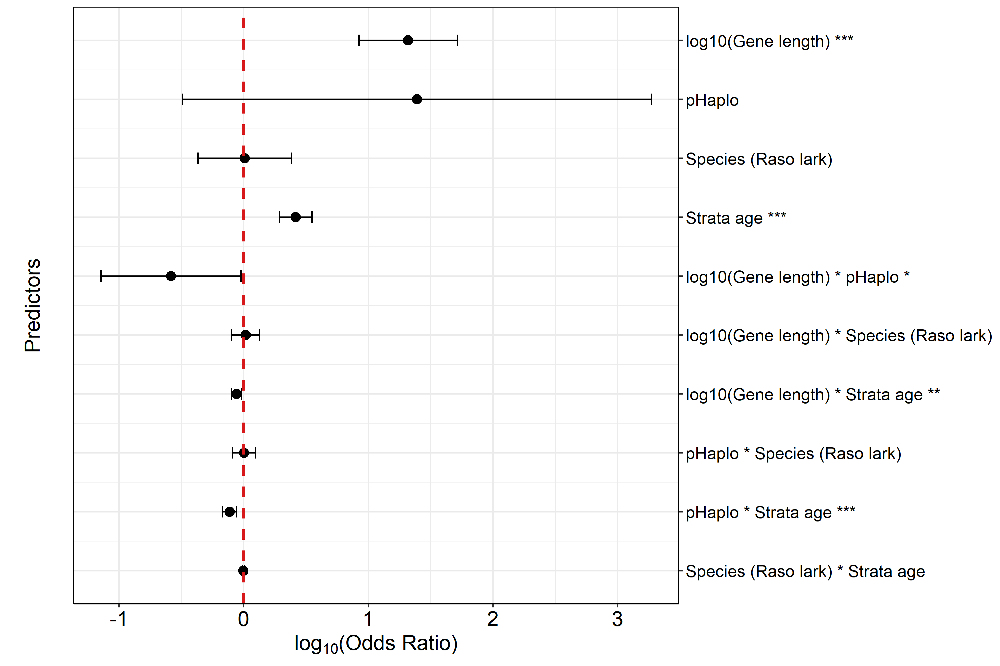 log10(Gene length) ***
pHaplo
Species (Raso lark)
Strata age ***
log10(Gene length) * pHaplo *
log10(Gene length) * Species (Raso lark)
log10(Gene length) * Strata age **
pHaplo * Species (Raso lark)
pHaplo * Strata age ***
Species (Raso lark) * Strata age
Predictors
-1 0 1 2 3
log₁₀(Odds Ratio)